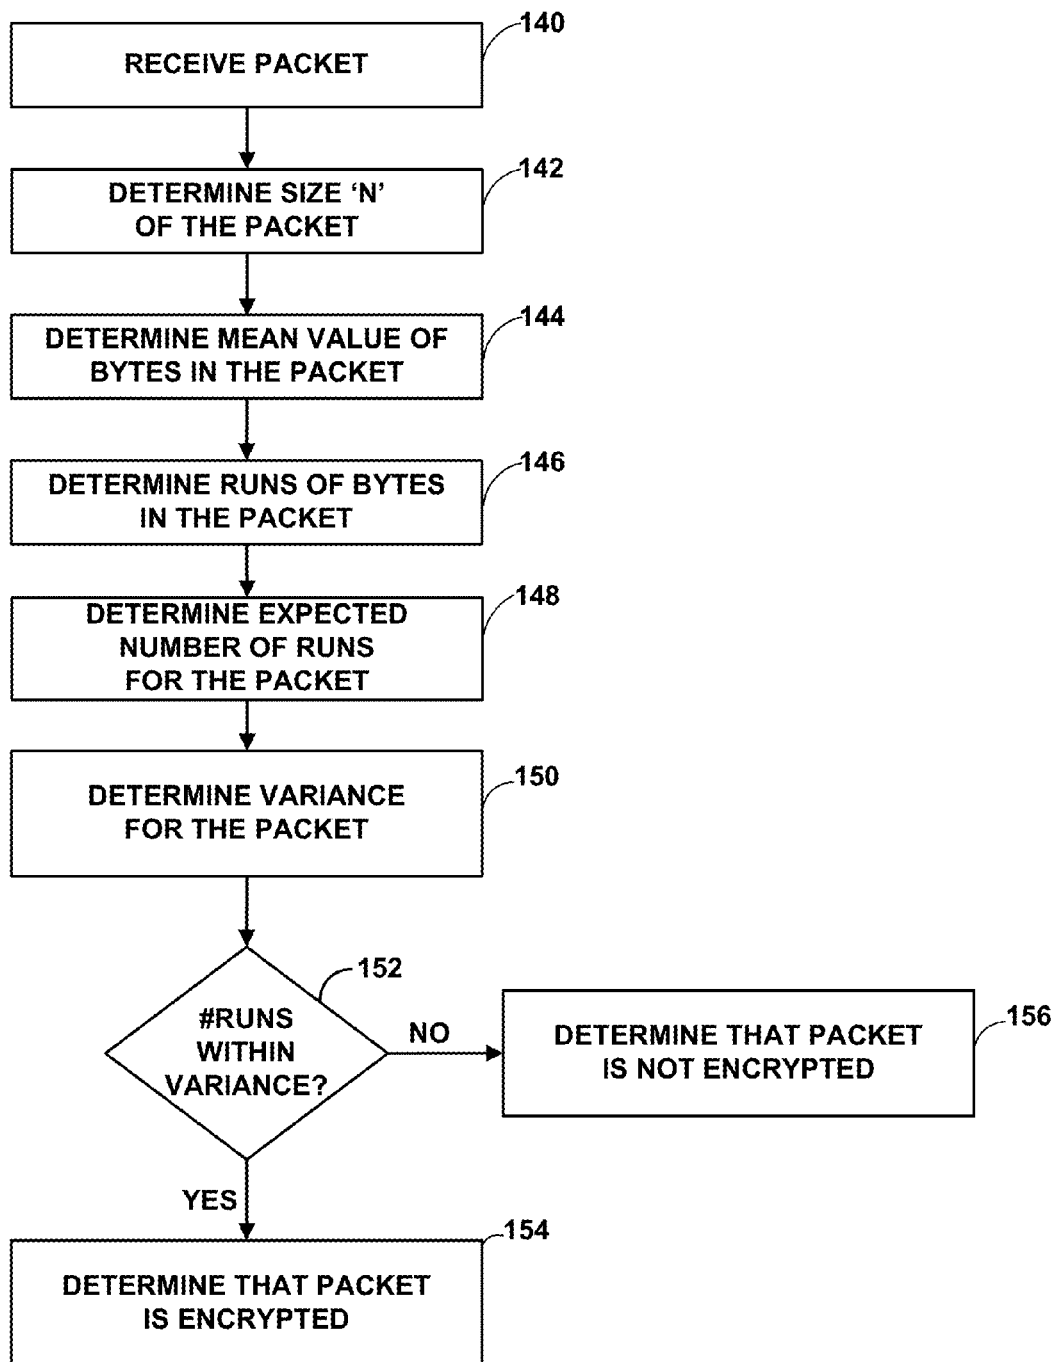 140
RECEIVE PACKET
142
DETERMINE SIZE ‘N’
OF THE PACKET
144
DETERMINE MEAN VALUE OF
BYTES IN THE PACKET
146
DETERMINE RUNS OF BYTES
IN THE PACKET
148
DETERMINE EXPECTED
NUMBER OF RUNS
FOR THE PACKET
150
DETERMINE VARIANCE
FOR THE PACKET
152
#RUNS
WITHIN
VARIANCE?
NO
156
DETERMINE THAT PACKET
IS NOT ENCRYPTED
YES
154
DETERMINE THAT PACKET
IS ENCRYPTED